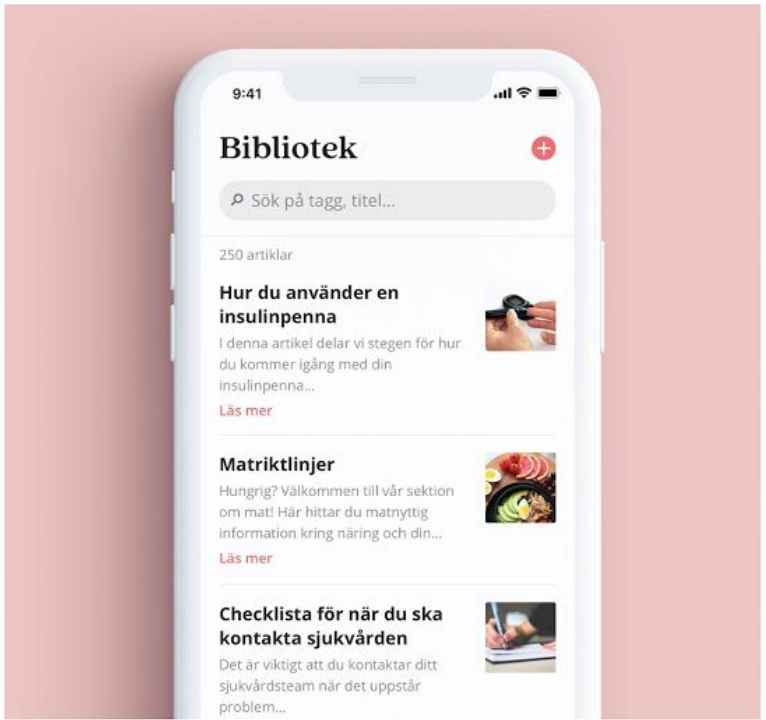 9:41
Bibliotek
Sök på tagg, titel...
250 artiklar
Hur du använder en
insulinpenna
I denna artikel delar vi stegen för hur
du kommer igång med din
insulinpenna...
Läs mer
Matriktlinjer
Hungrig? Välkommen till vår sektion
om mat! Här hittar du matnyttig
information kring näring och din...
Läs mer
Checklista för när du ska
kontakta sjukvården
Det är viktigt att du kontaktar ditt
sjukvårdsteam när det uppstår
problem...